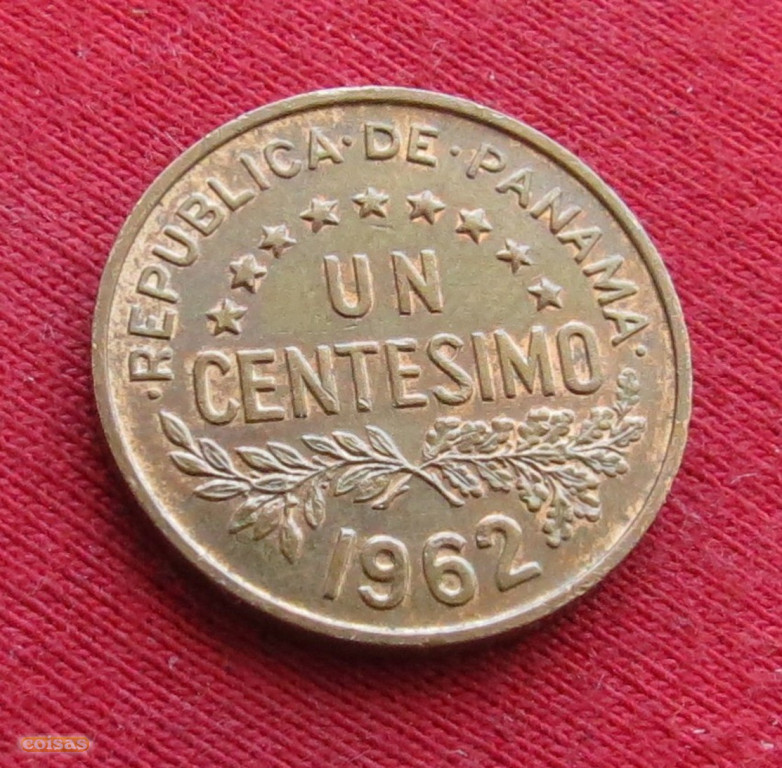 ·REPUBLICA·DE·PANAMA·
UN
CENTESIMO
1962
coisas